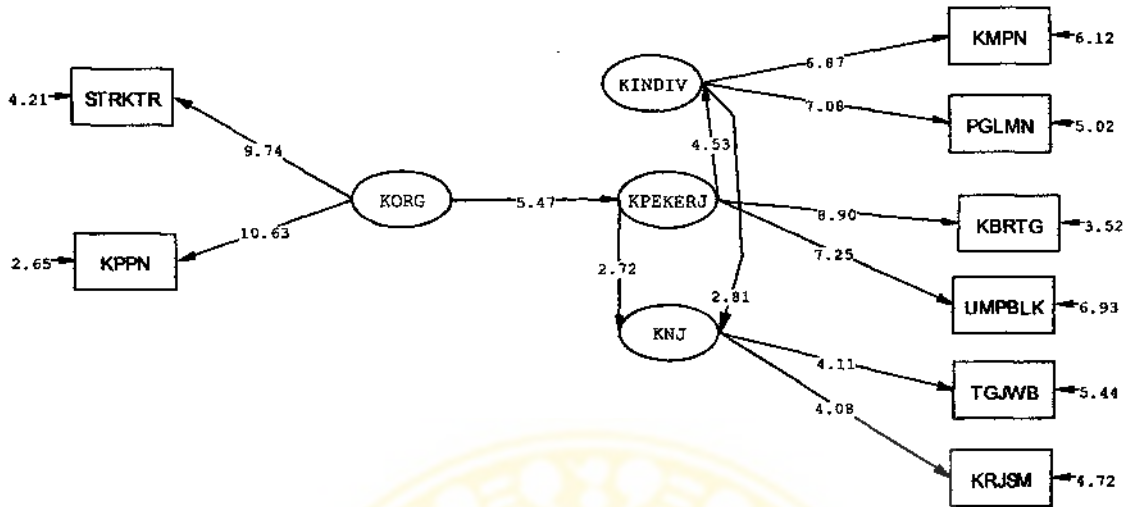 KMPN
6.12
6.87
KINDIV
4.21
STRKTR
7.08
PGLMN
5.02
9.74
4.53
KORG
5.47
KPEKERJ
8.90
KBRTG
3.52
10.63
7.25
2.65
KPPN
2.72
2.81
UMPBLK
6.93
KNJ
4.11
TGJWB
5.44
4.08
KRJSM
4.72